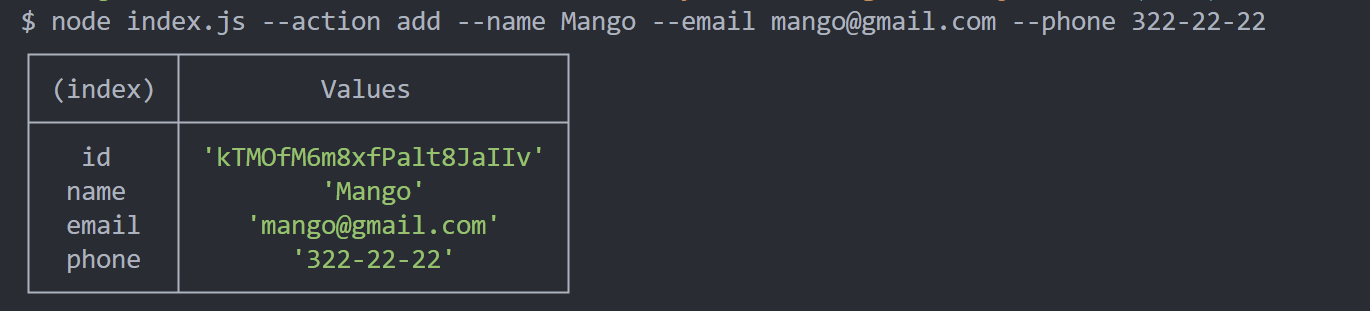 $ node index.js --action add --name Mango --email mango@gmail.com --phone 322-22-22
(index) Values
id 'kTMOfM6m8xfPalt8JaIIv'
name 'Mango'
email 'mango@gmail.com'
phone '322-22-22'